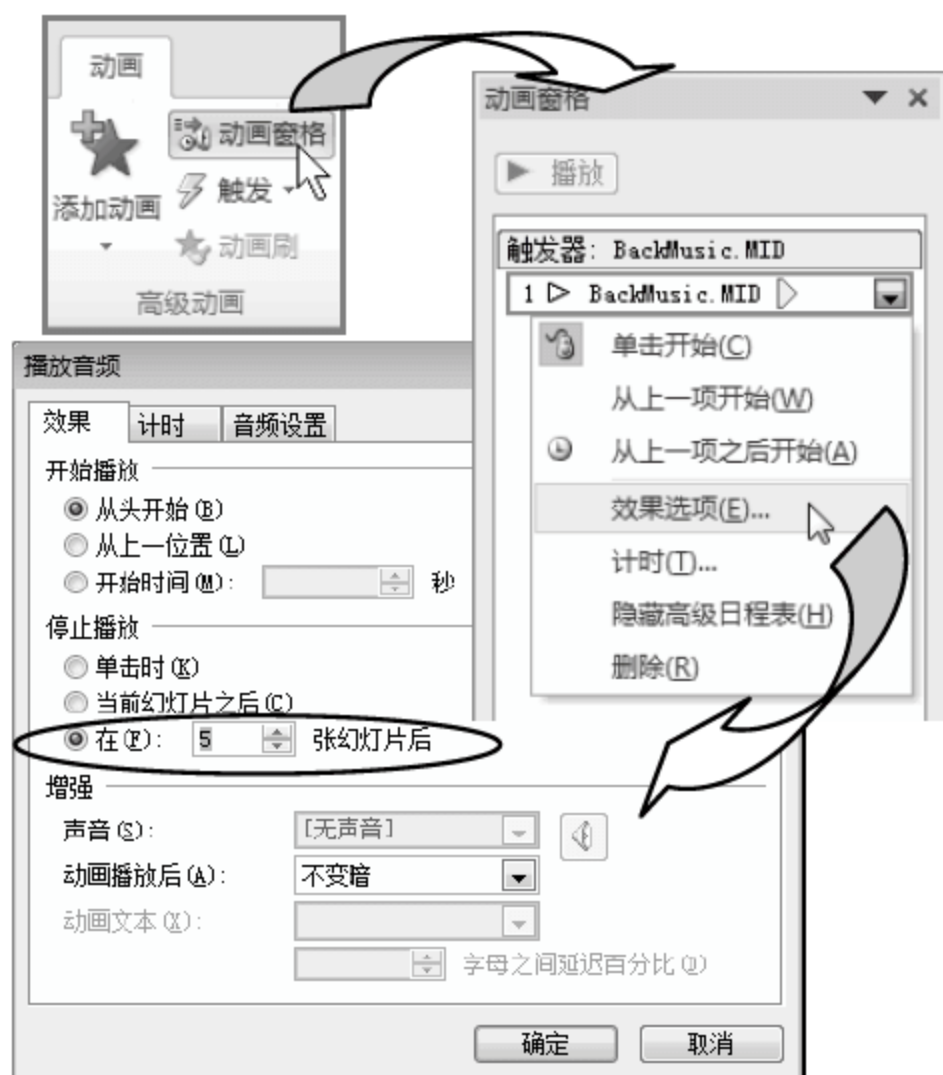 动画
添加动画
动画窗格
触发
动画刷
高级动画
动画窗格
播放
触发器: BackMusic.MID
1 BackMusic.MID
单击开始(C)
从上一项开始(W)
从上一项之后开始(A)
效果选项(E)...
计时(T)...
隐藏高级日程表(H)
删除(R)
播放音频
效果 计时 音频设置
开始播放
从头开始(B)
从上一位置(L)
开始时间(M): 秒
停止播放
单击时(K)
当前幻灯片之后(C)
在(F): 5 张幻灯片后
增强
声音(S): [无声音]
动画播放后(A): 不变暗
动画文本(X):
字母之间延迟百分比(D)
确定 取消